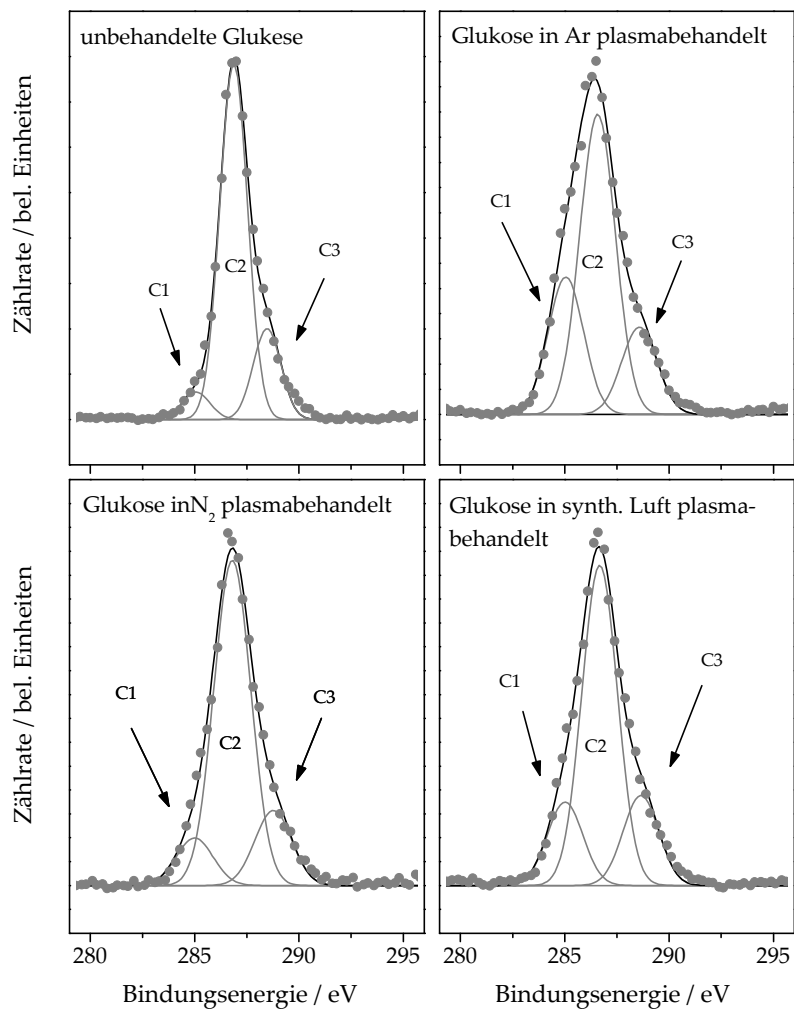 unbehandelte Glukese
Zählrate / bel. Einheiten
C1
C2
C3
Glukose in Ar plasmabehandelt
C1
C2
C3
Glukose inN₂ plasmabehandelt
Zählrate / bel. Einheiten
C1
C2
C3
280 285 290 295
Bindungsenergie / eV
Glukose in synth. Luft plasma-
behandelt
C1
C2
C3
280 285 290 295
Bindungsenergie / eV